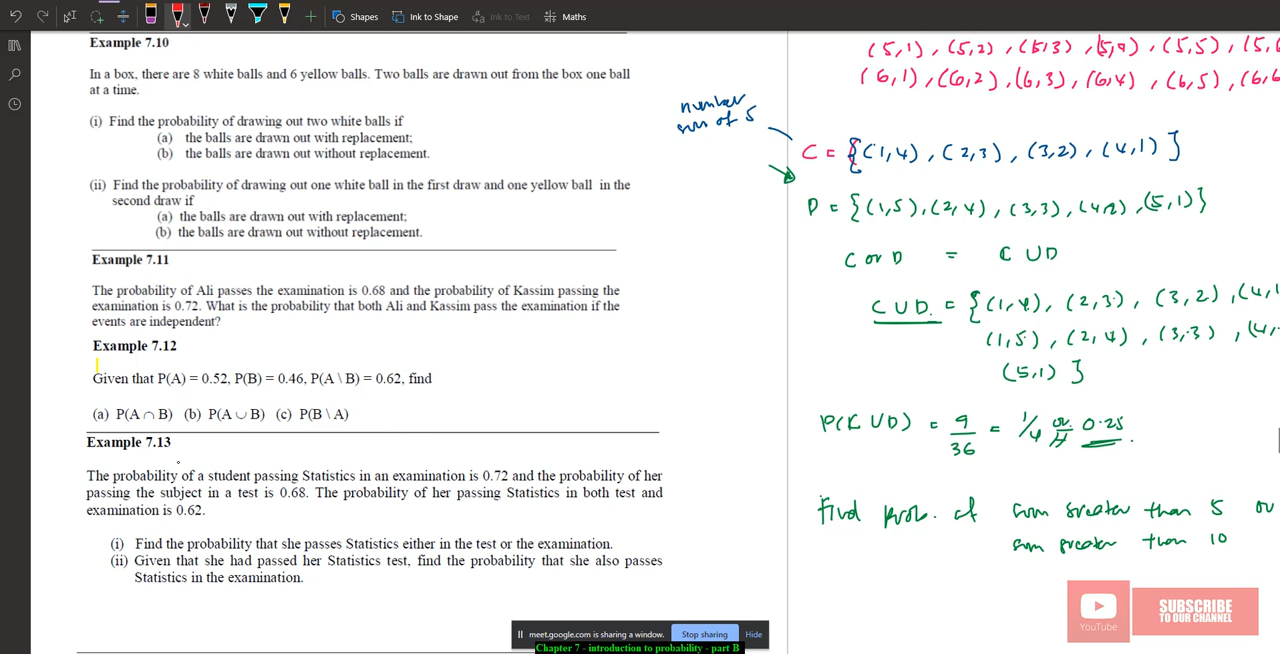 Shapes
Ink to Shape
Ink to Text
Maths
Example 7.10
In a box, there are 8 white balls and 6 yellow balls. Two balls are drawn out from the box one ball
at a time.
(i) Find the probability of drawing out two white balls if
(a) the balls are drawn out with replacement;
(b) the balls are drawn out without replacement.
(ii) Find the probability of drawing out one white ball in the first draw and one yellow ball in the
second draw if
(a) the balls are drawn out with replacement;
(b) the balls are drawn out without replacement.
Example 7.11
The probability of Ali passes the examination is 0.68 and the probability of Kassim passing the
examination is 0.72. What is the probability that both Ali and Kassim pass the examination if the
events are independent?
Example 7.12
Given that P(A) = 0.52, P(B) = 0.46, P(A \ B) = 0.62, find
(a) P(A ∩ B) (b) P(A ∪ B) (c) P(B \ A)
Example 7.13
The probability of a student passing Statistics in an examination is 0.72 and the probability of her
passing the subject in a test is 0.68. The probability of her passing Statistics in both test and
examination is 0.62.
(i) Find the probability that she passes Statistics either in the test or the examination.
(ii) Given that she had passed her Statistics test, find the probability that she also passes
Statistics in the examination.
(5,1), (5,2), (5,3), (5,4), (5,5), (5,6
(6,1), (6,2), (6,3), (6,4), (6,5), (6,6
number
sum of 5
C = {(1,4), (2,3), (3,2), (4,1)}
D = {(1,5), (2,4), (3,3), (4,2), (5,1)}
C or D = C ∪ D
C ∪ D. = {(1,4), (2,3), (3,2), (4,1
(1,5), (2,4), (3,3), (4,
(5,1)}
P(C ∪ D) = 9/36 = 1/4 or 0.25.
Find prob. of sum greater than 5 or
sum greater than 10
YouTube
SUBSCRIBE
TO OUR CHANNEL
meet.google.com is sharing a window.
Stop sharing
Hide
Chapter 7 - introduction to probability - part B